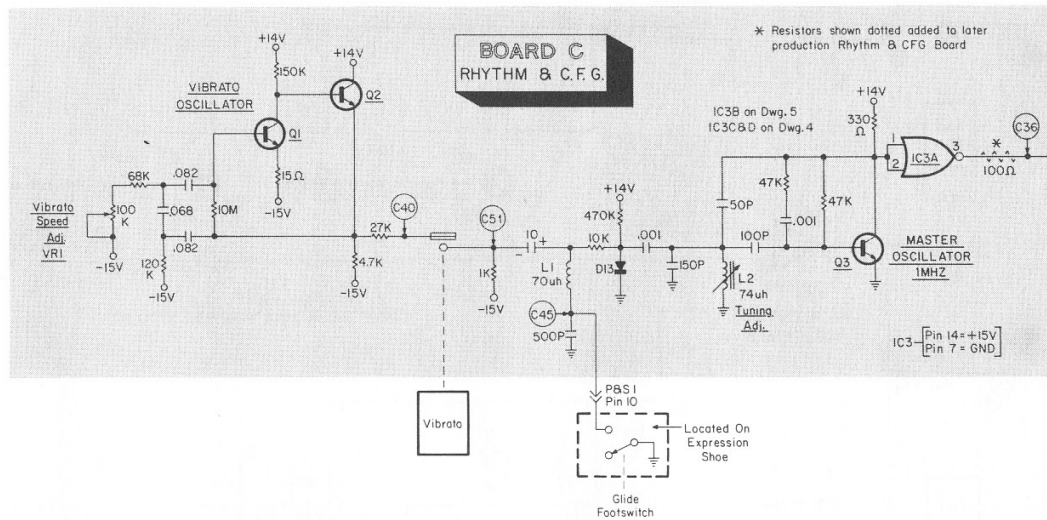 BOARD C
RHYTHM & C.F.G.
* Resistors shown dotted added to later
production Rhythm & CFG Board
+14V
+14V
150K
VIBRATO
OSCILLATOR
Q2
Q1
IC3B on Dwg. 5
IC3C&D on Dwg. 4
+14V
330
Ω
C36
1
2
IC3A
3
*
100Ω
68K
.082
15Ω
-15V
Vibrato
Speed
Adj.
VR1
100
K
.068
10M
.082
-15V
120
K
-15V
27K
C40
4.7K
-15V
C51
1K
-15V
10
+
-
L1
70uh
C45
500P
+14V
470K
10K
D13
.001
150P
50P
100P
L2
74uh
Tuning
Adj.
47K
.001
47K
Q3
MASTER
OSCILLATOR
1MHZ
IC3
Pin 14=+15V
Pin 7 = GND
Vibrato
P&S1
Pin 10
Located On
Expression
Shoe
Glide
Footswitch